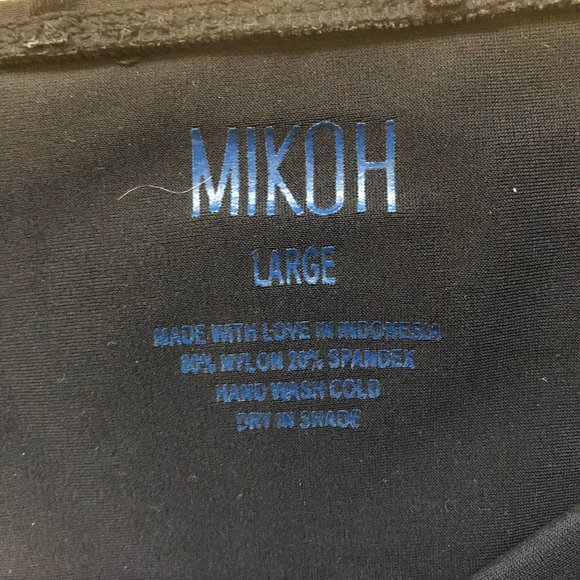 MIKOH
LARGE
MADE WITH LOVE IN INDONESIA
80% NYLON 20% SPANDEX
HAND WASH COLD
DRY IN SHADE